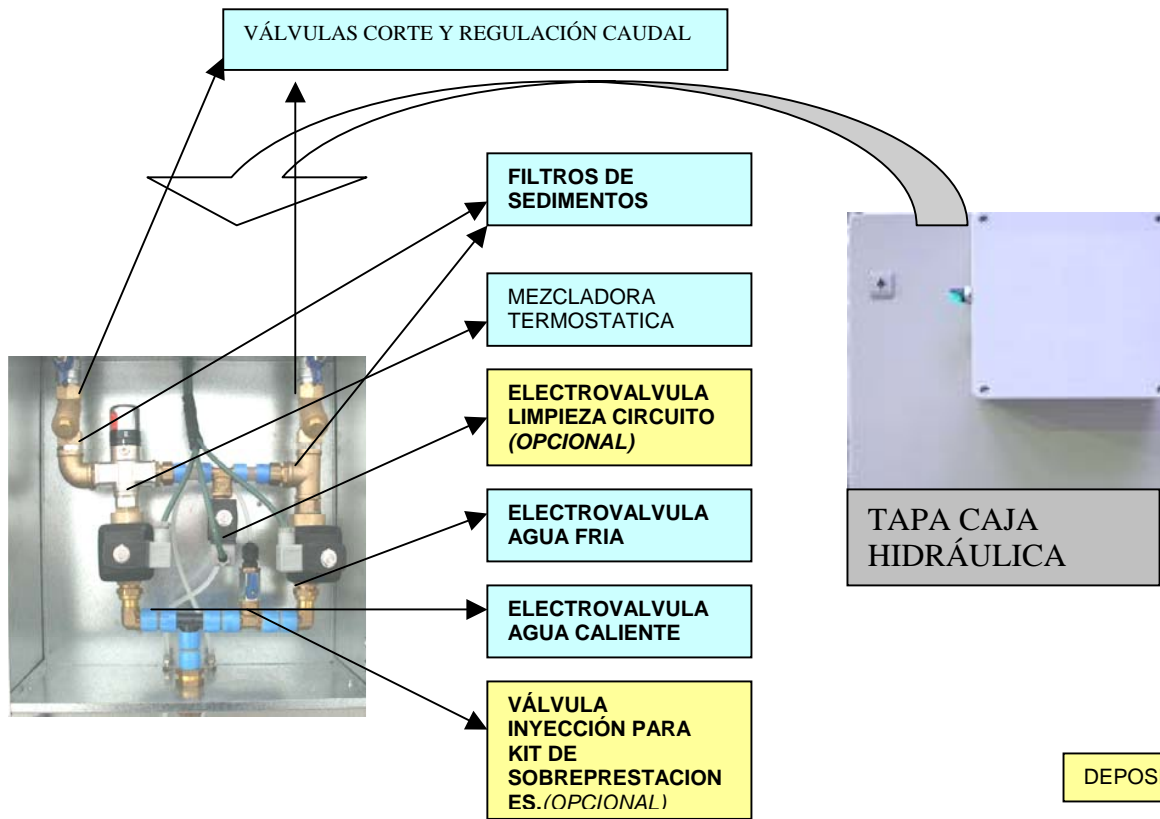 VÁLVULAS CORTE Y REGULACIÓN CAUDAL
FILTROS DE
SEDIMENTOS
MEZCLADORA
TERMOSTATICA
ELECTROVALVULA
LIMPIEZA CIRCUITO
(OPCIONAL)
ELECTROVALVULA
AGUA FRIA
ELECTROVALVULA
AGUA CALIENTE
VÁLVULA
INYECCIÓN PARA
KIT DE
SOBREPRESTACION
ES.(OPCIONAL)
TAPA CAJA
HIDRÁULICA
DEPOS